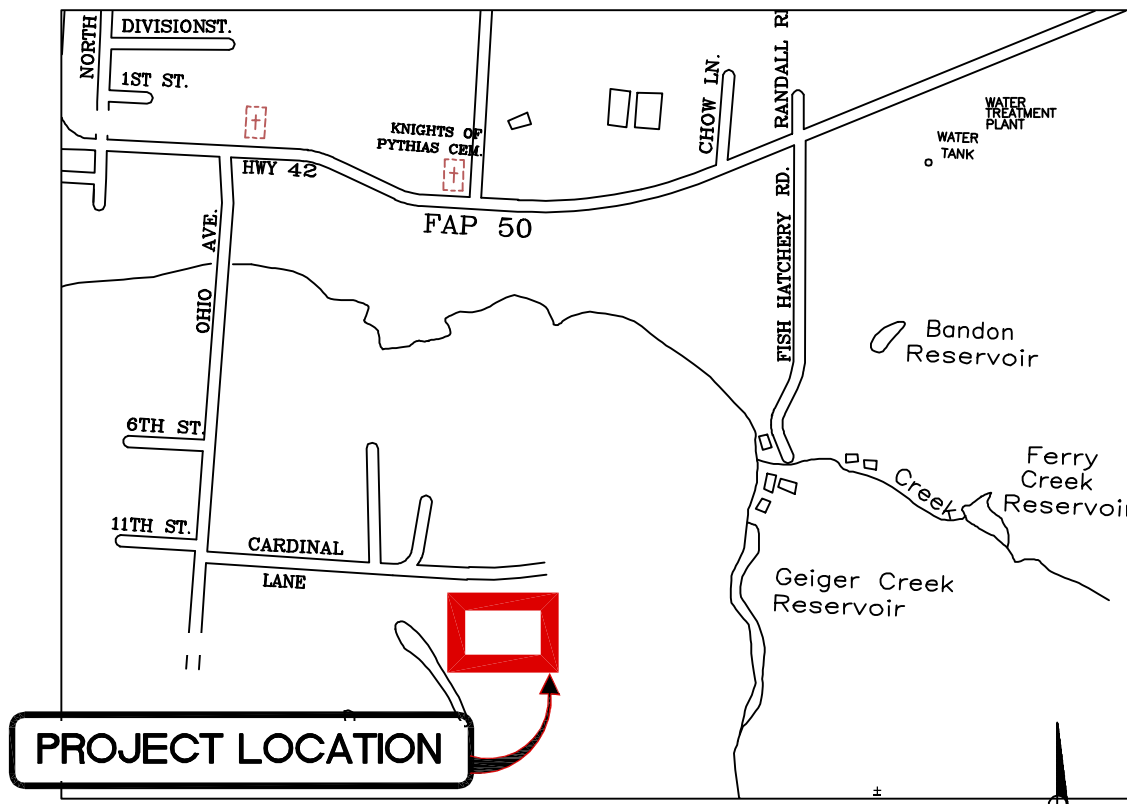 NORTH
DIVISIONST.
1ST ST.
KNIGHTS OF
PYTHIAS CEM.
HWY 42
FAP 50
CHOW LN.
RANDALL
FISH HATCHERY RD.
WATER
TREATMENT
PLANT
WATER
TANK
OHIO AVE.
Bandon
Reservoir
6TH ST.
11TH ST.
CARDINAL
LANE
Creek
Ferry
Creek
Reservoir
Geiger Creek
Reservoir
PROJECT LOCATION
±